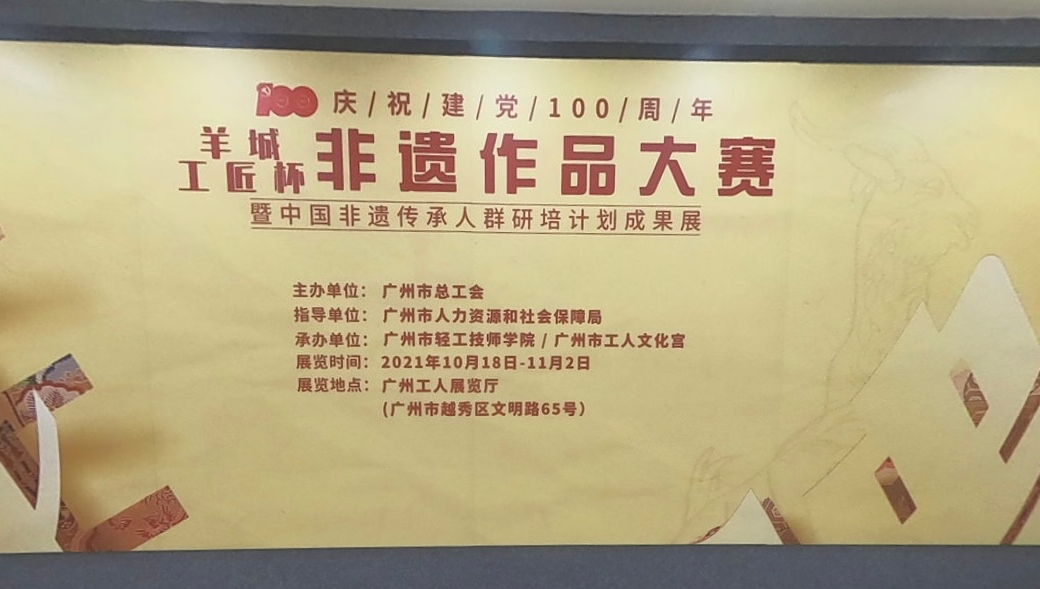 100 庆/祝/建/党/100/周/年
羊城工匠杯 非遗作品大赛
暨中国非遗传承人群研培计划成果展
主办单位： 广州市总工会
指导单位： 广州市人力资源和社会保障局
承办单位： 广州市轻工技师学院 / 广州市工人文化宫
展览时间： 2021年10月18日-11月2日
展览地点： 广州工人展览厅
(广州市越秀区文明路65号)